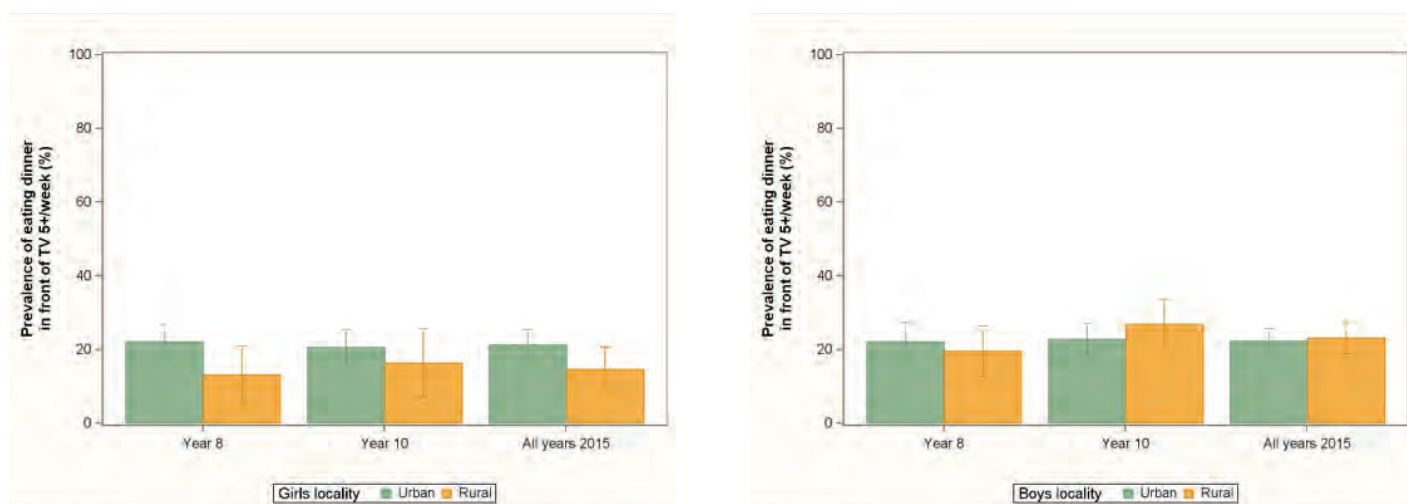 Prevalence of eating dinner
in front of TV 5+/week (%)
100
80
60
40
20
0
Year 8 Year 10 All years 2015
Girls locality Urban Rural
Prevalence of eating dinner
in front of TV 5+/week (%)
100
80
60
40
20
0
Year 8 Year 10 All years 2015
Boys locality Urban Rural